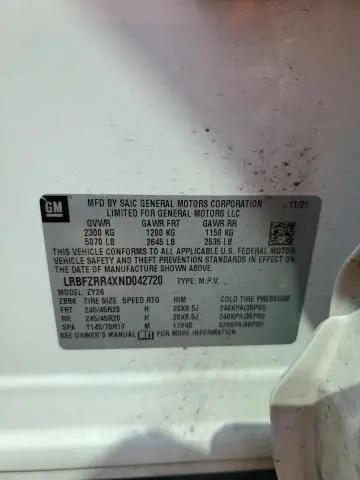 GM
MFD BY SAIC GENERAL MOTORS CORPORATION 11/21
LIMITED FOR GENERAL MOTORS LLC
GVWR GAWR FRT GAWR RR
2300 KG 1200 KG 1150 KG
5070 LB 2645 LB 2535 LB
THIS VEHICLE CONFORMS TO ALL APPLICABLE U.S. FEDERAL MOTOR
VEHICLE SAFETY AND THEFT PREVENTION STANDARDS IN EFFECT
ON THE DATE OF MANUFACTURE SHOWN ABOVE.
LRBFZRR4XND042720 TYPE: M.P.V.
MODEL: ZY26
ZBBK TIRE SIZE SPEED RTG RIM COLD TIRE PRESSURE
FRT 245/45R20 H 20X8.5J 240KPA(35PSI)
RR 245/45R20 H 20X8.5J 240KPA(35PSI)
SPA T145/70R17 M 17X4B 420KPA(60PSI)
SEE OWNER'S MANUAL FOR ADDITIONAL INFORMATION